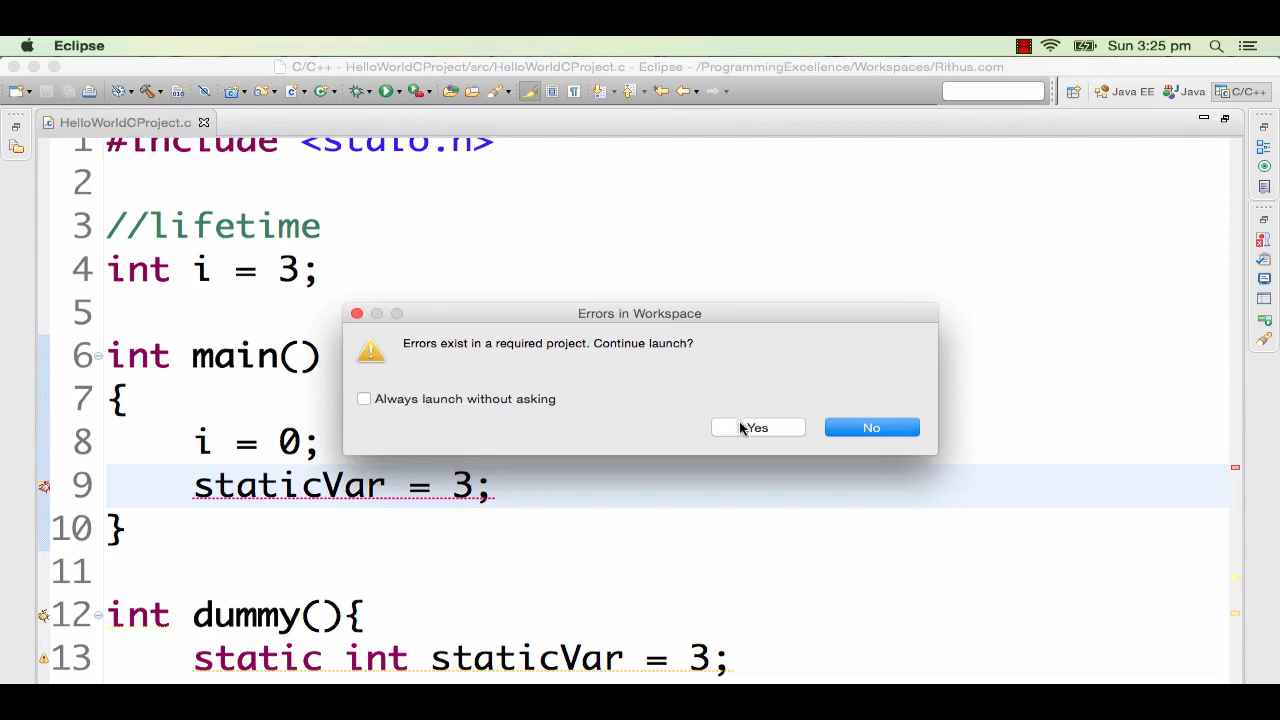 Eclipse
Sun 3:25 pm
C/C++ - HelloWorldCProject/src/HelloWorldCProject.c - Eclipse - /ProgrammingExcellence/Workspaces/Rithus.com
Java EE Java C/C++
HelloWorldCProject.c
1 #include <stdio.h>
2
3 //lifetime
4 int i = 3;
5
6 int main()
7 {
8 i = 0;
9 staticVar = 3;
10 }
11
12 int dummy(){
13 static int staticVar = 3;
Errors in Workspace
Errors exist in a required project. Continue launch?
Always launch without asking
Yes No